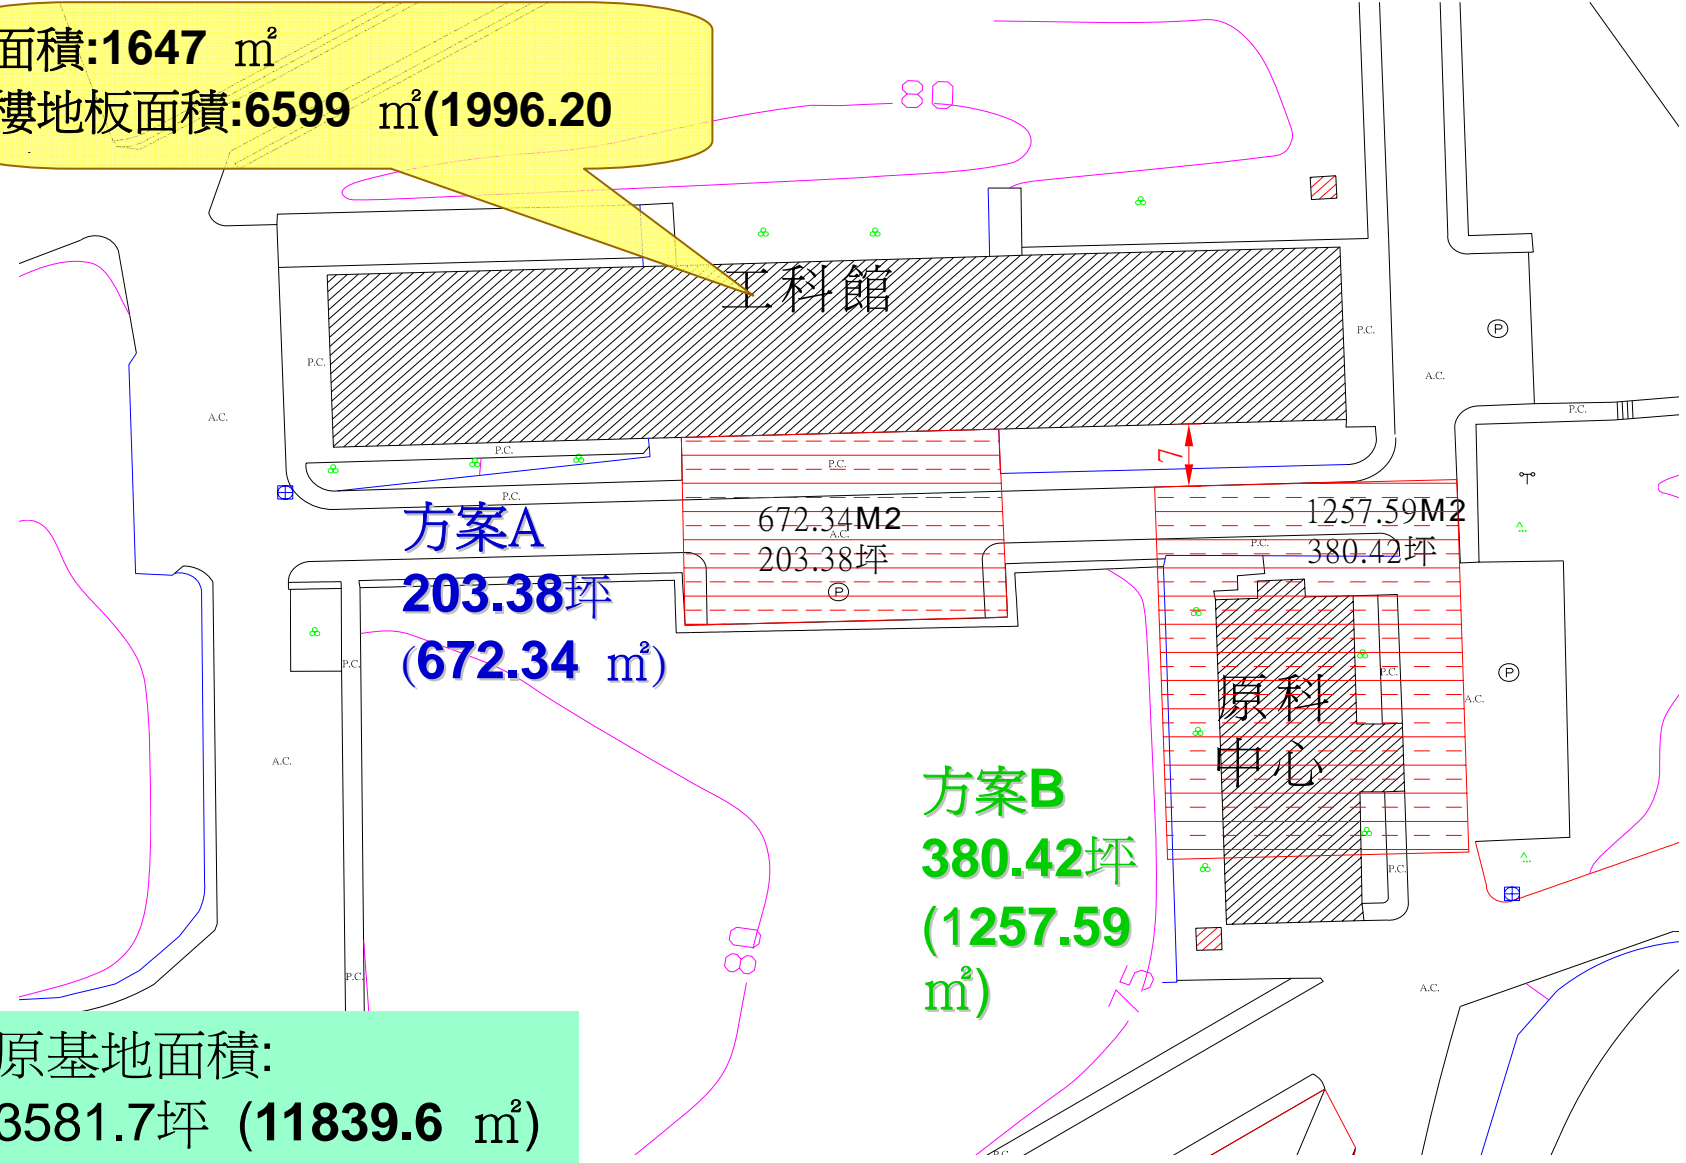 面積:1647 ㎡
樓地板面積:6599 ㎡(1996.20
80
工科館
P.C.
P.C.
P
A.C.
A.C.
P.C.
P.C.
P.C.
7
P.C.
方案A
203.38坪
(672.34 ㎡)
672.34M2
A.C.
203.38坪
P
1257.59M2
P.C.
380.42坪
P.C.
P.C.
P
A.C.
原科
中心
A.C.
方案B
380.42坪
(1257.59
㎡)
P.C.
80
75
P.C.
A.C.
原基地面積:
3581.7坪 (11839.6 ㎡)
P.C.